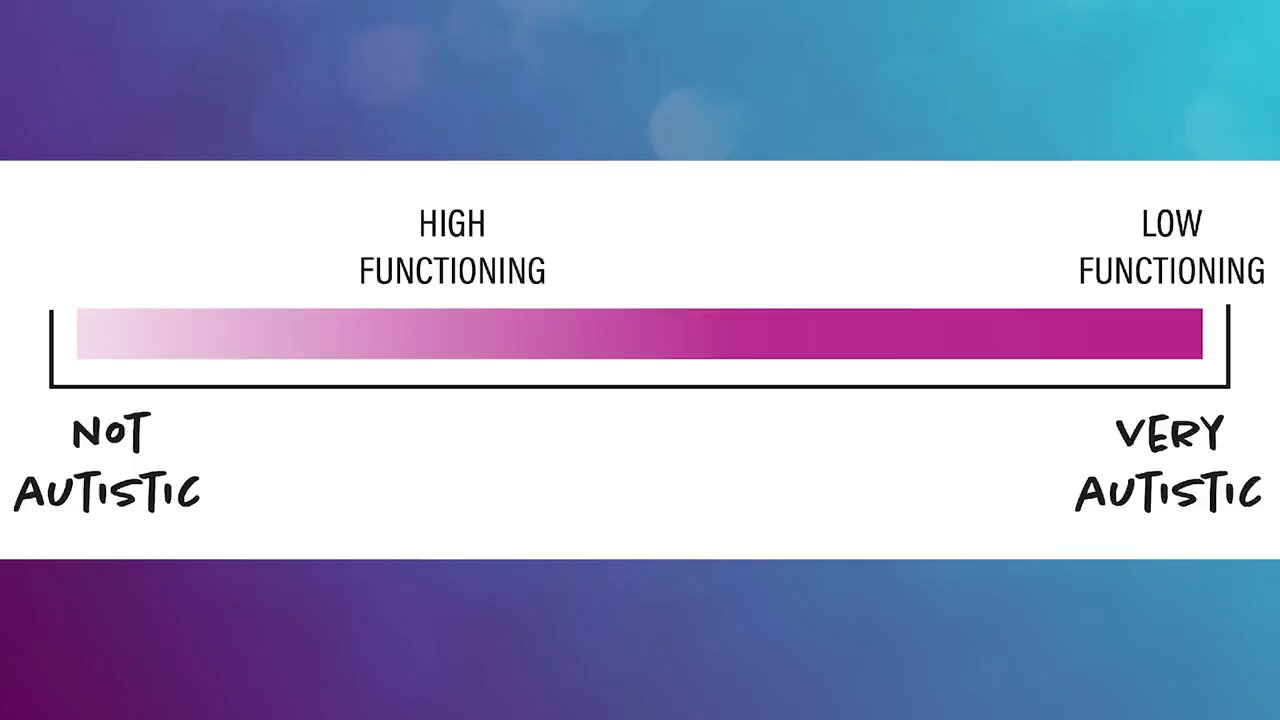 HIGH
FUNCTIONING
LOW
FUNCTIONING
NOT
AUTISTIC
VERY
AUTISTIC